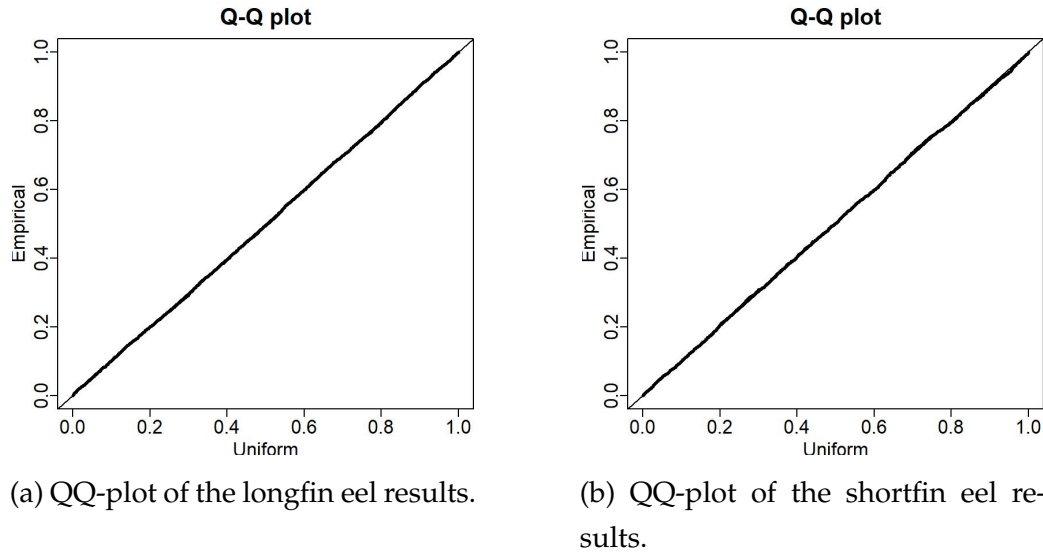 Q-Q plot
Empirical
1.0
0.8
0.6
0.4
0.2
0.0
0.0 0.2 0.4 0.6 0.8 1.0
Uniform
(a) QQ-plot of the longfin eel results.
Q-Q plot
Empirical
1.0
0.8
0.6
0.4
0.2
0.0
0.0 0.2 0.4 0.6 0.8 1.0
Uniform
(b) QQ-plot of the shortfin eel re-
sults.